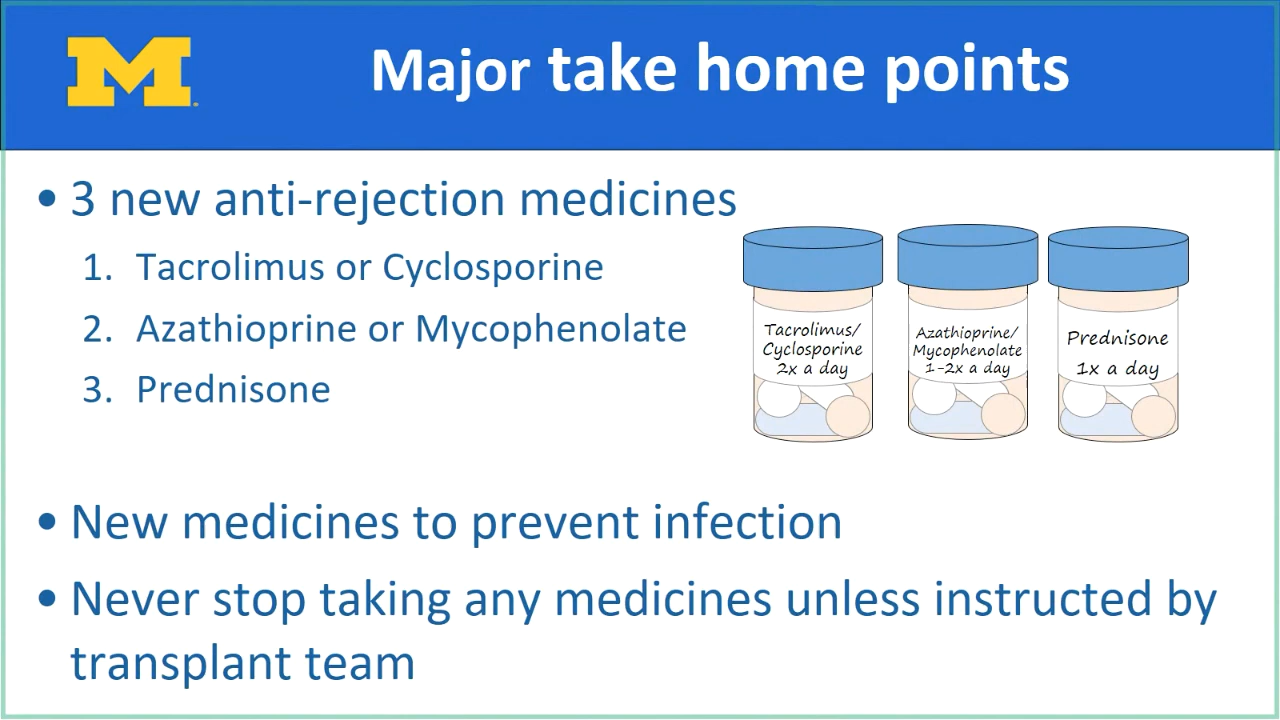 M
Major take home points
• 3 new anti-rejection medicines
1. Tacrolimus or Cyclosporine
2. Azathioprine or Mycophenolate
3. Prednisone
Tacrolimus/
Cyclosporine
2x a day
Azathioprine/
Mycophenolate
1-2x a day
Prednisone
1x a day
• New medicines to prevent infection
• Never stop taking any medicines unless instructed by
transplant team